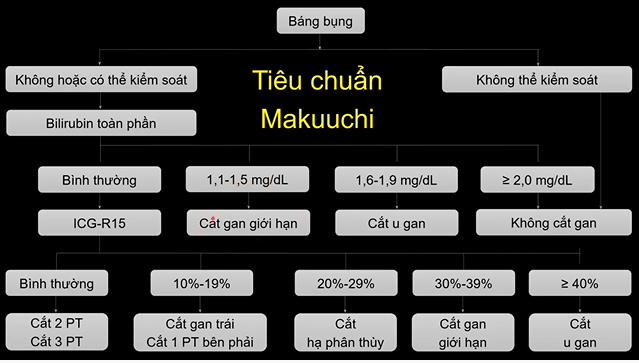 Báng bụng
Không hoặc có thể kiểm soát
Tiêu chuẩn
Makuuchi
Không thể kiểm soát
Bilirubin toàn phần
Bình thường
1,1-1,5 mg/dL
1,6-1,9 mg/dL
≥ 2,0 mg/dL
ICG-R15
Cắt gan giới hạn
Cắt u gan
Không cắt gan
Bình thường
10%-19%
20%-29%
30%-39%
≥ 40%
Cắt 2 PT
Cắt 3 PT
Cắt gan trái
Cắt 1 PT bên phải
Cắt
hạ phân thùy
Cắt gan
giới hạn
Cắt
u gan